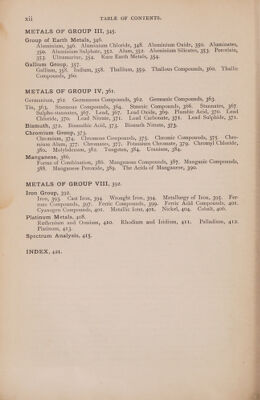 xii TABLE OF CONTENTS.
METALS OF GROUP III, 345.
Group of Earth Metals, 346.
Aluminium, 346. Aluminium Chloride, 348. Aluminium Oxide, 350. Aluminates,
350. Aluminium Sulphate, 351. Alum, 351. Aluminium Silicates, 353. Porcelain,
353. Ultramarine, 354. Rare Earth Metals, 354.
Gallium Group, 357.
Gallium, 358. Indium, 358. Thallium, 359. Thallous Compounds, 360. Thallic
Compounds, 360.
METALS OF GROUP IV, 361.
Germanium, 362. Germanous Compounds, 362. Germanic Compounds, 363.
Tin, 363. Stannous Compounds, 364. Stannic Compounds, 366. Stannates, 367.
Sulpho-stannates, 367. Lead, 367. Lead Oxide, 369. Plumbic Acid, 370. Lead
Chloride, 370. Lead Nitrate, 371. Lead Carbonate, 371. Lead Sulphide, 371.
Bismuth, 372. Bismuthic Acid, 373. Bismuth Nitrate, 373.
Chromium Group, 373.
Chromium, 374. Chromous Compounds, 375. Chromic Compounds, 375. Chro-
mium Alum, 377. Chromates, 377. Potassium Chromate, 379. Chromyl Chloride,
380. Molybdenum, 382. Tungsten, 384. Uranium, 384.
Manganese, 386.
Forms of Combination, 386. Manganous Compounds, 387. Manganic Compounds,
388. Manganese Peroxide, 389. The Acids of Manganese, 390.
METALS OF GROUP VIII, 392.
Iron Group, 392.
Iron, 393. Cast Iron, 394. Wrought Iron, 394. Metallurgy of Iron, 395. Fer-
rous Compounds, 397. Ferric Compounds, 399. Ferric Acid Compounds, 401.
Cyanogen Compounds, 401. Metallic Iron, 402. Nickel, 404. Cobalt, 406.
Platinum Metals, 408.
Ruthenium and Osmium, 410. Rhodium and Iridium, 411. Palladium, 412.
Platinum, 413.
Spectrum Analysis, 415.
INDEX, 421.